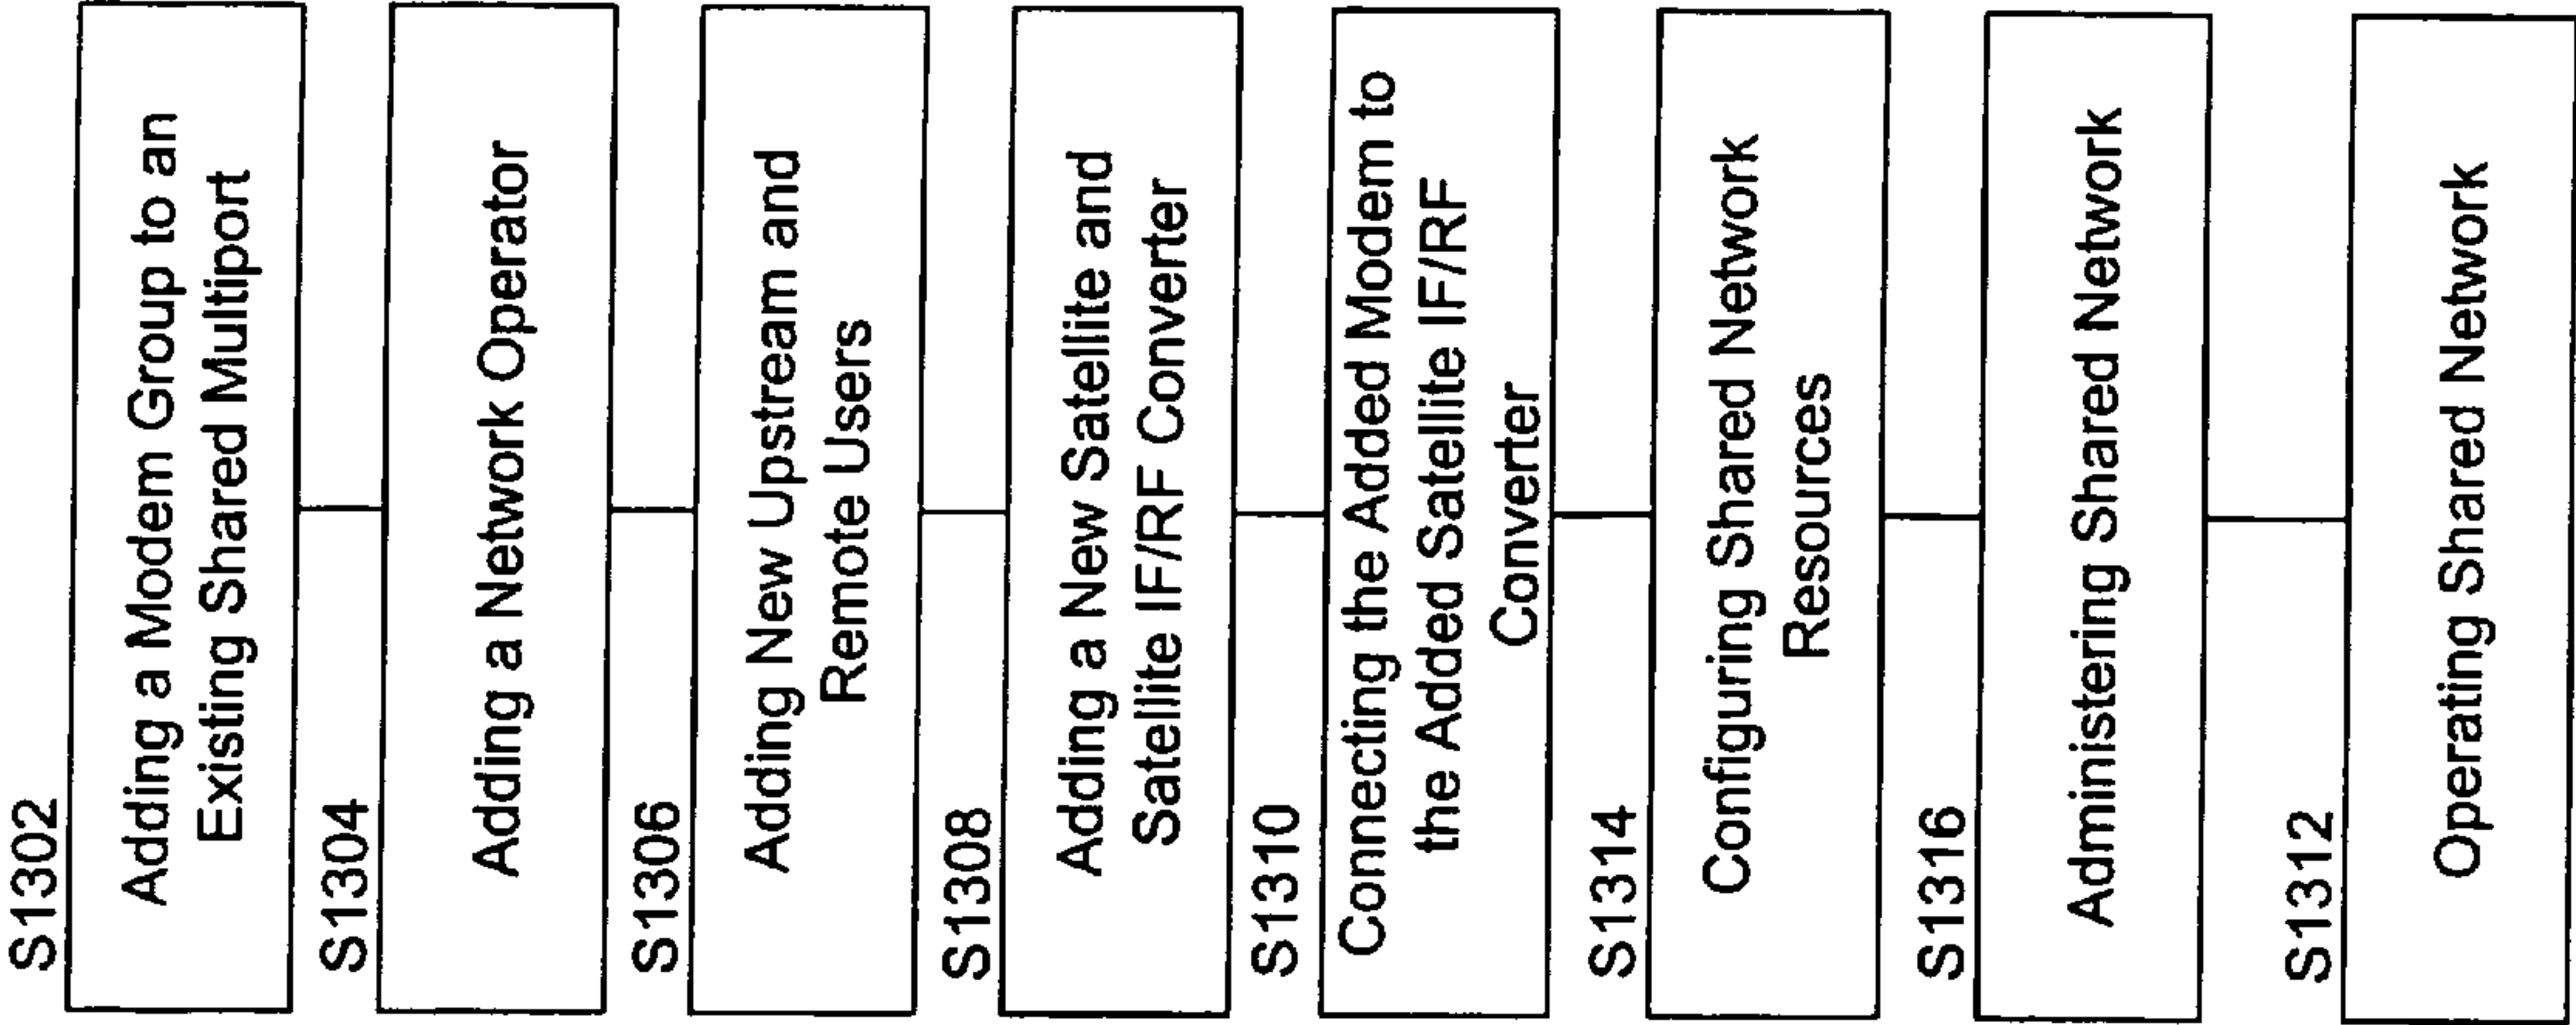 S1302
Adding a Modem Group to an
Existing Shared Multiport
S1304
Adding a Network Operator
S1306
Adding New Upstream and
Remote Users
S1308
Adding a New Satellite and
Satellite IF/RF Converter
S1310
Connecting the Added Modem to
the Added Satellite IF/RF
Converter
S1314
Configuring Shared Network
Resources
S1316
Administering Shared Network
S1312
Operating Shared Network